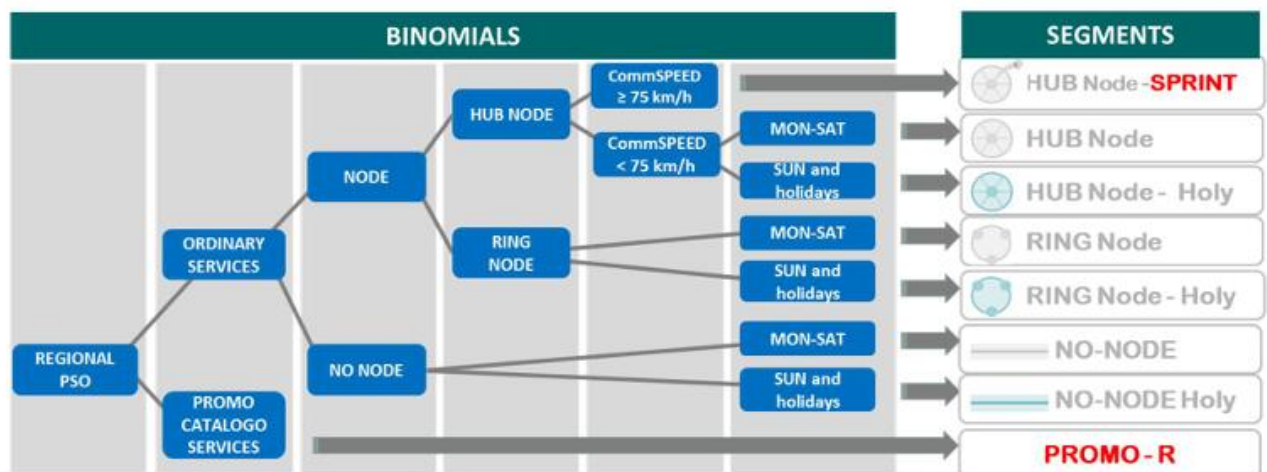 BINOMIALS
SEGMENTS
CommSPEED
≥ 75 km/h
HUB NODE-SPRINT
HUB NODE
CommSPEED
< 75 km/h
MON-SAT
HUB Node
NODE
SUN and
holidays
HUB Node - Holy
ORDINARY
SERVICES
RING
NODE
MON-SAT
RING Node
SUN and
holidays
RING Node - Holy
REGIONAL
PSO
NO NODE
MON-SAT
NO-NODE
SUN and
holidays
NO-NODE Holy
PROMO
CATALOGO
SERVICES
PROMO - R